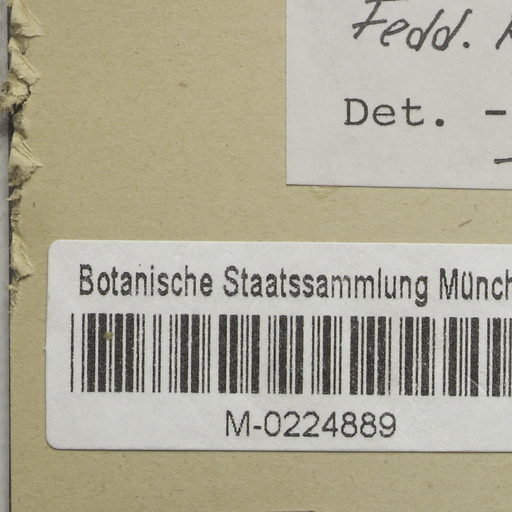 Fedd.
Det. -
Botanische Staatssammlung Münch
M-0224889